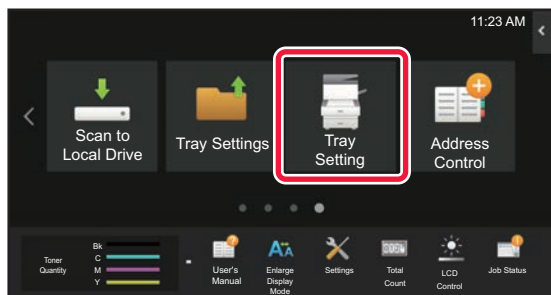 11:23 AM
Scan to
Local Drive
Tray Settings
Tray
Setting
Address
Control
Toner
Quantity
Bk
C
M
Y
User's
Manual
Enlarge
Display
Mode
Settings
Total
Count
LCD
Control
Job Status